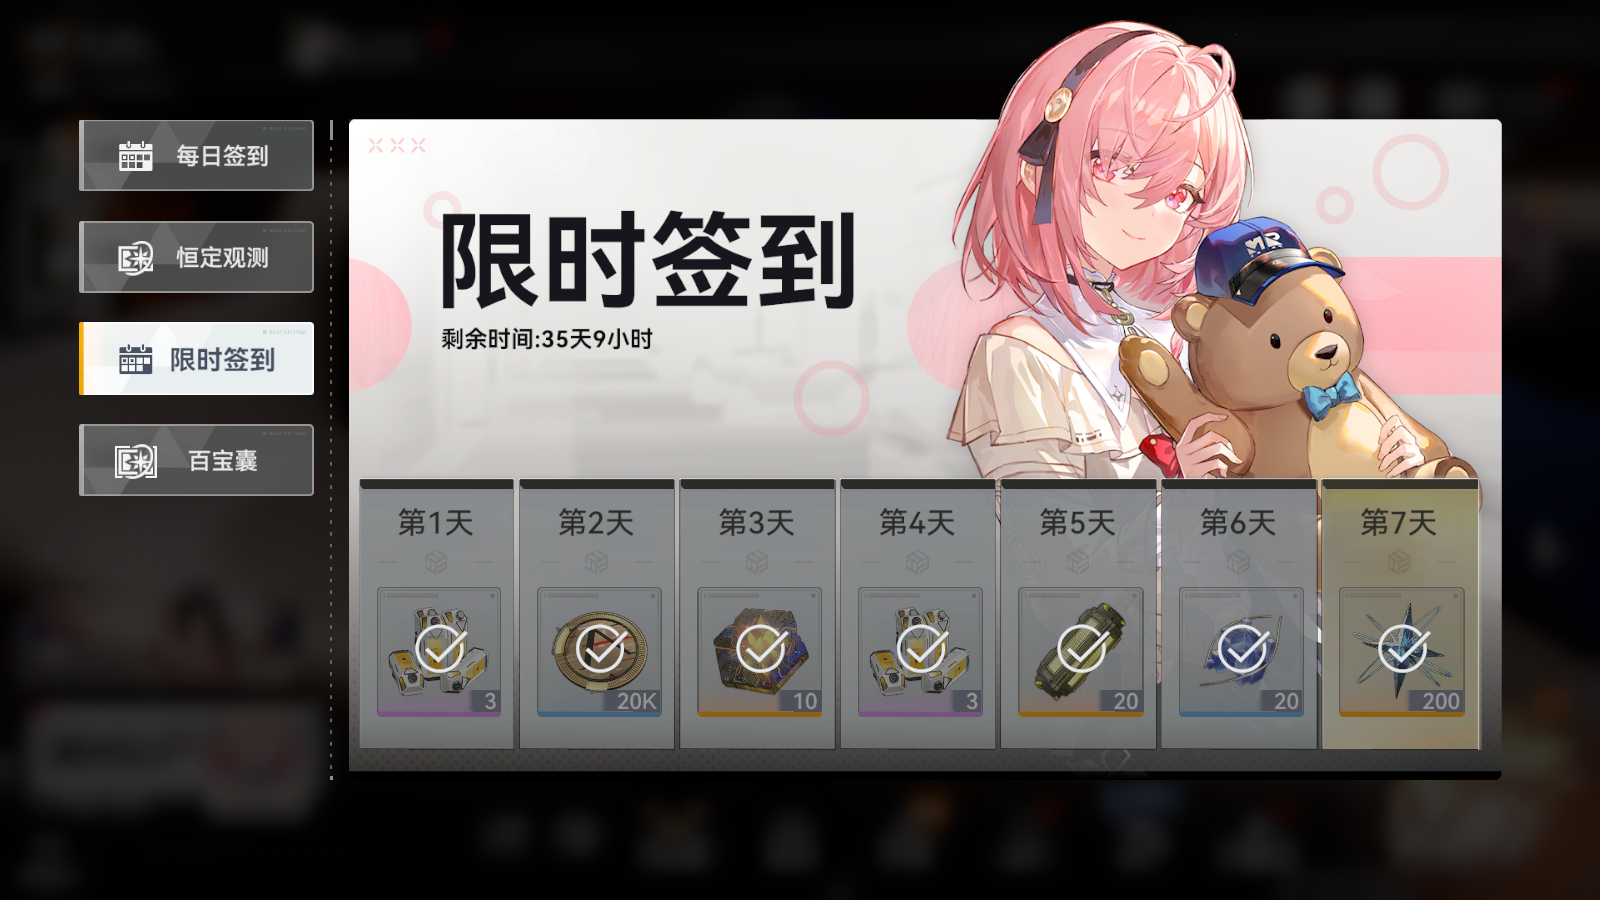 每日签到
恒定观测
限时签到
百宝囊
限时签到
剩余时间:35天9小时
MR
第1天
第2天
第3天
第4天
第5天
第6天
第7天
3
20K
10
3
20
20
200